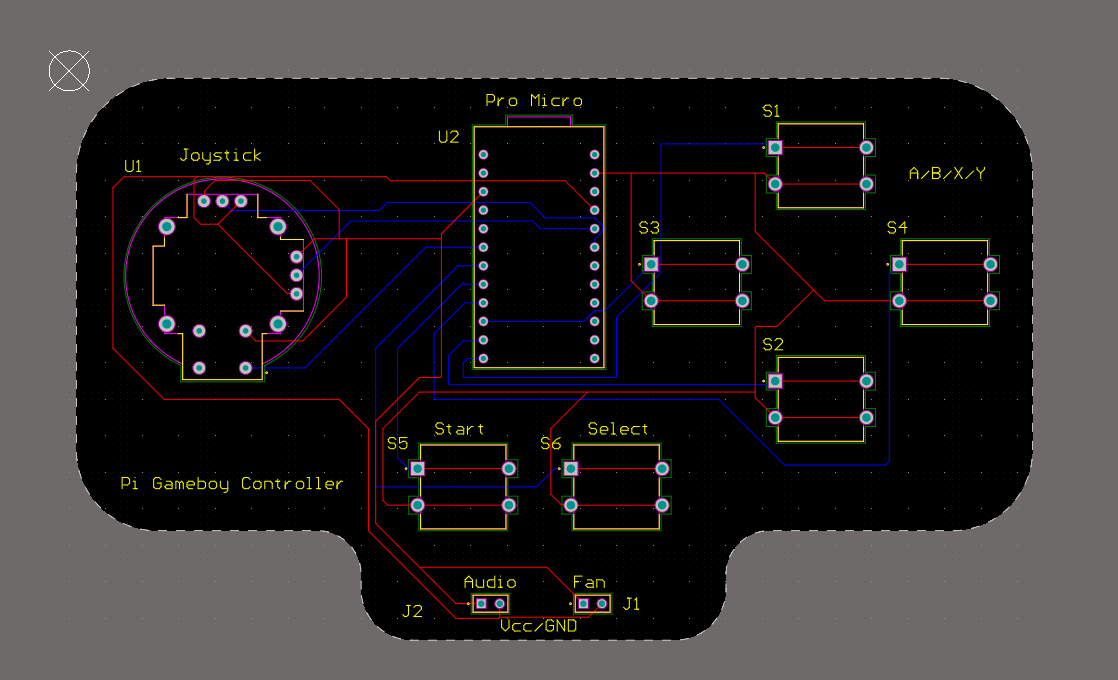 Pro Micro
S1
U2
Joystick
U1
A/B/X/Y
S3
S4
S2
Start
Select
S5
S6
Pi Gameboy Controller
Audio
Fan
J2
J1
Vcc/GND